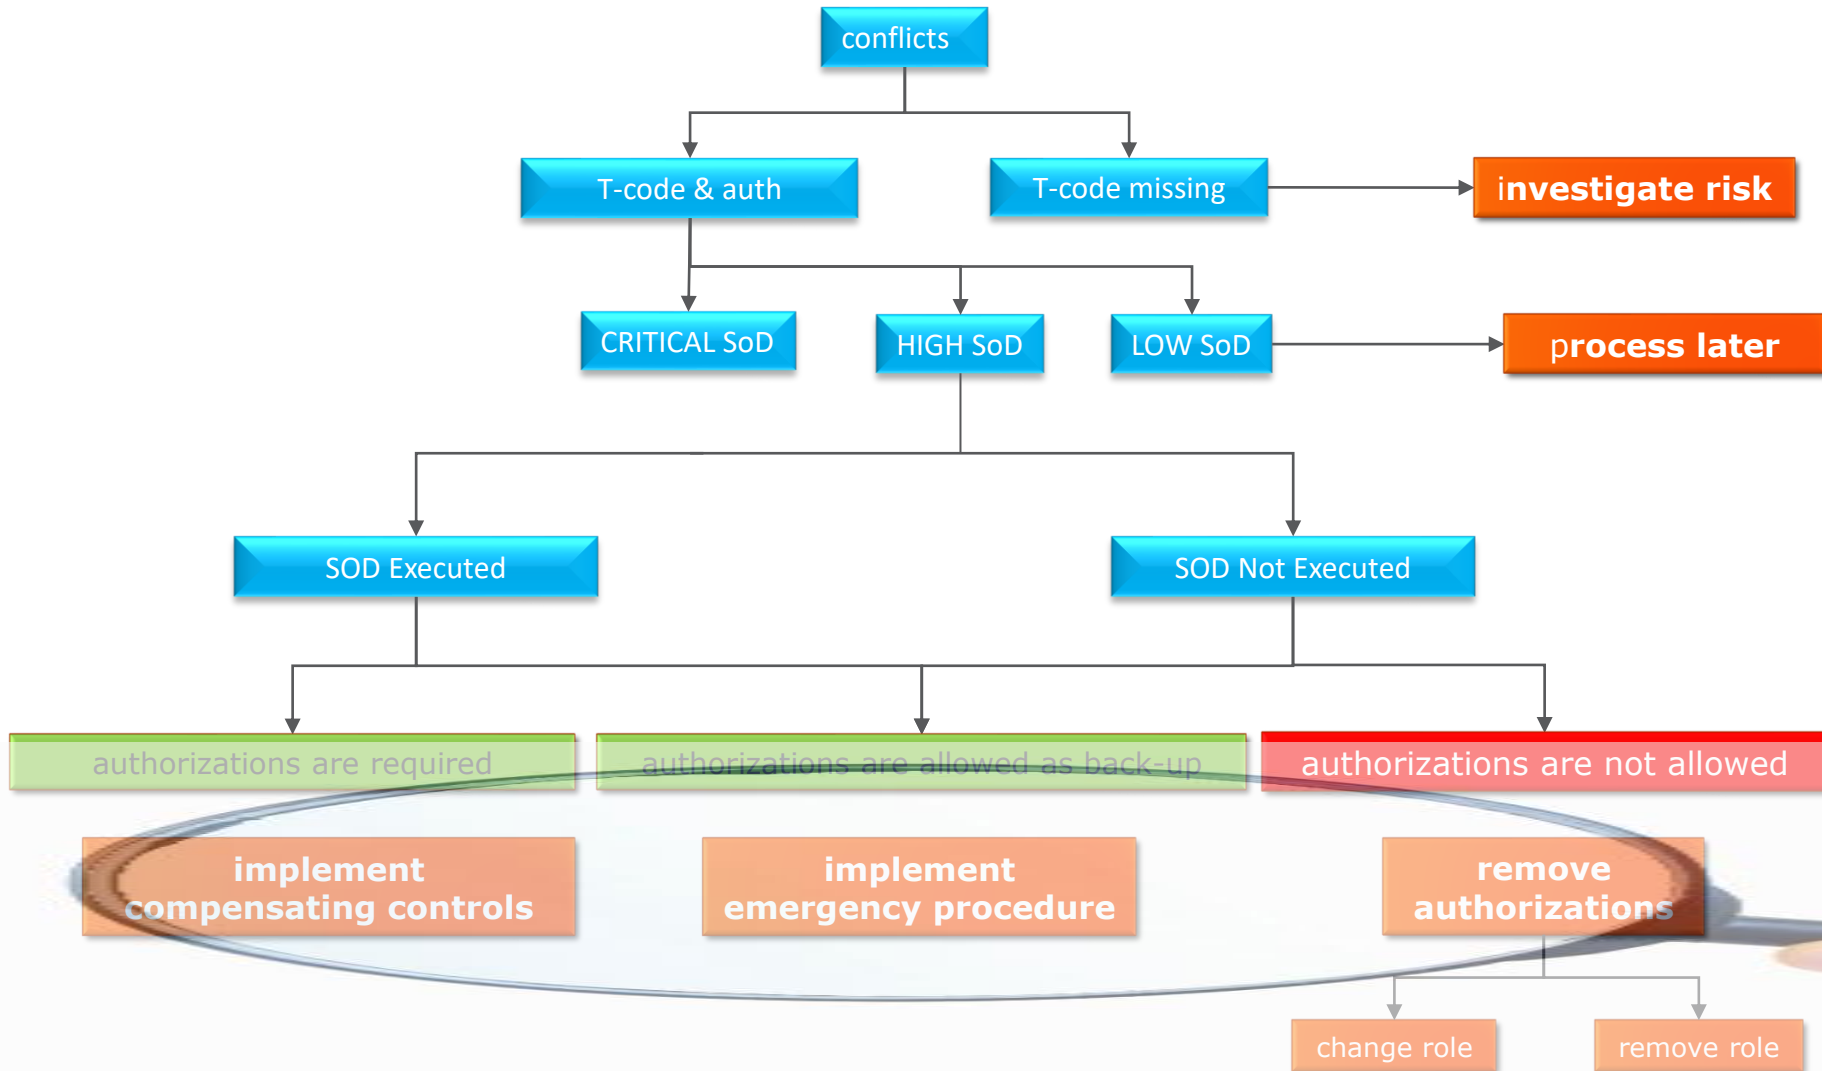 conflicts
T-code & auth
T-code missing
investigate risk
CRITICAL SoD
HIGH SoD
LOW SoD
process later
SOD Executed
SOD Not Executed
authorizations are required
authorizations are allowed as back-up
authorizations are not allowed
implement
compensating controls
implement
emergency procedure
remove
authorizations
change role
remove role